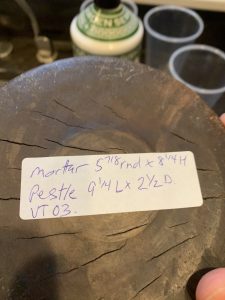 mortar 5 7/8 rnd x 8 1/4 H
Pestle 9 1/4 L x 2 1/2 D.
VT 03.